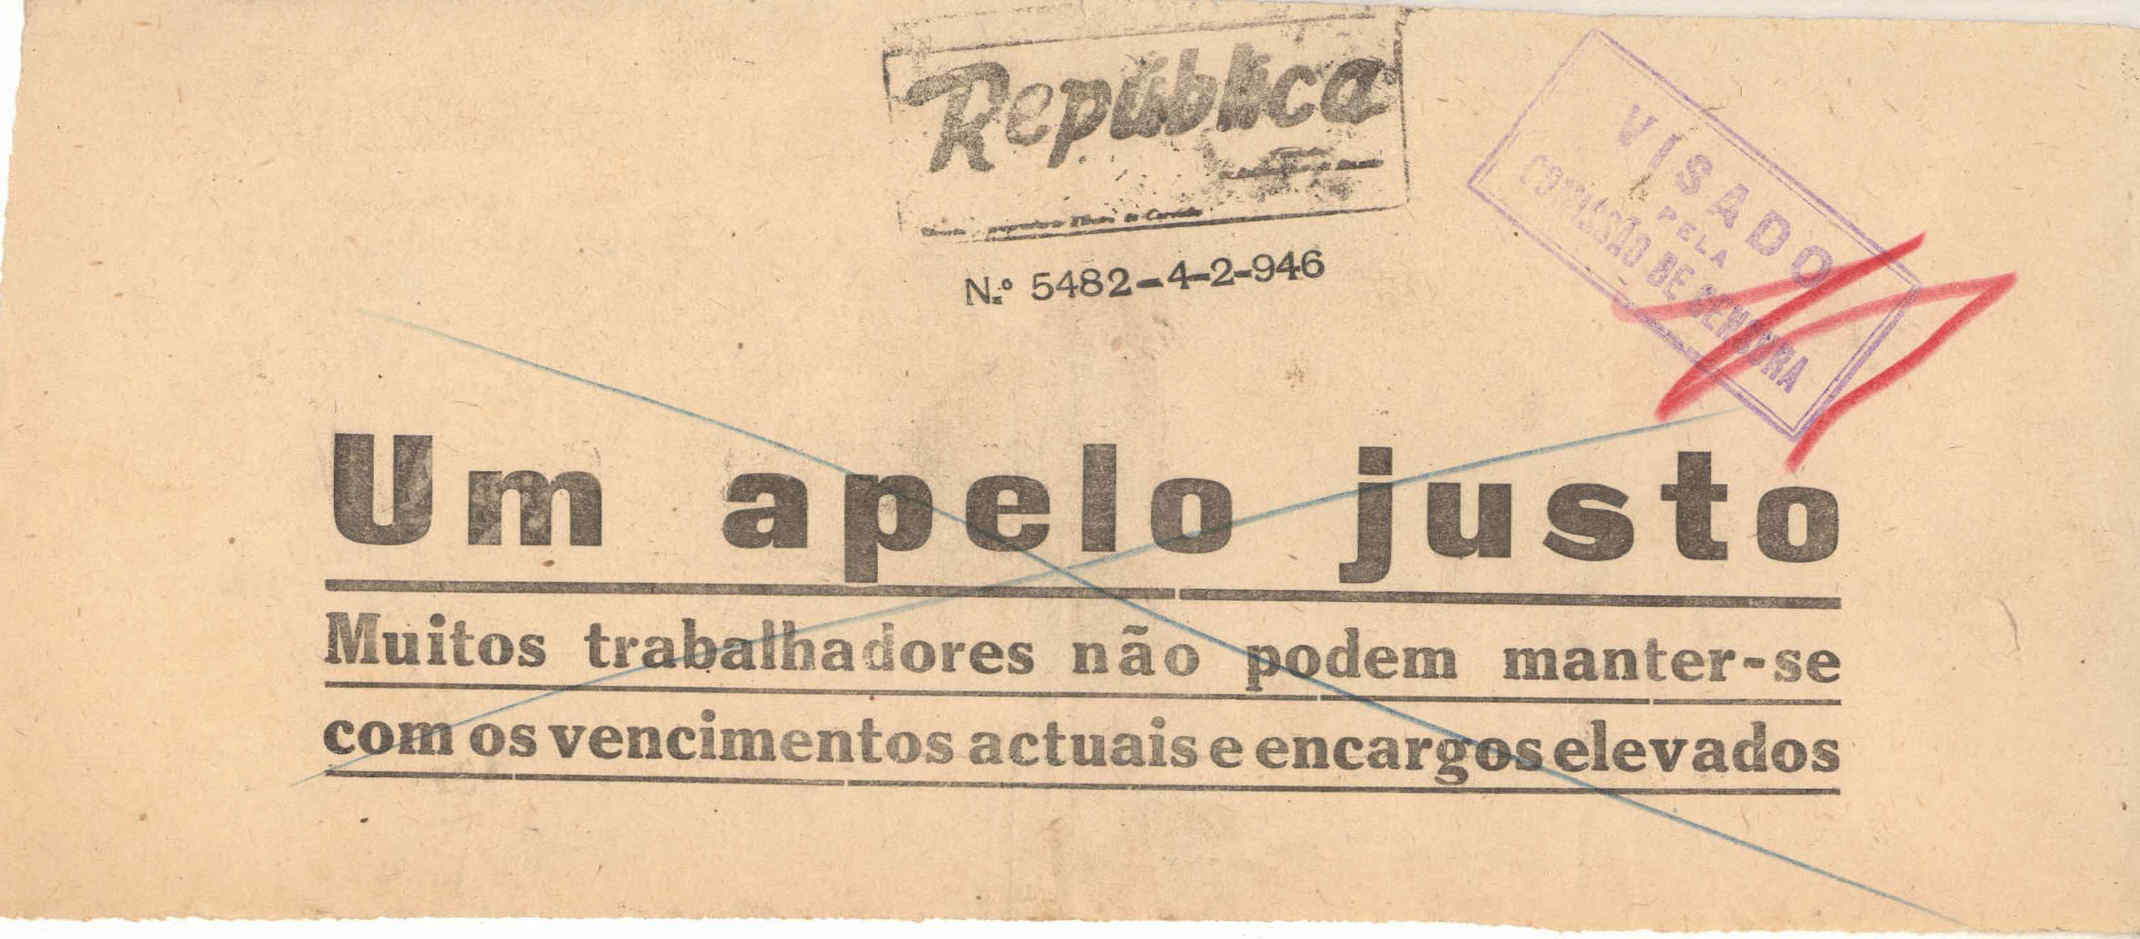 República
N.º 5482-4-2-946
VISADO
PELA
COMISSÃO DE CENSURA
Um apelo justo
Muitos trabalhadores não podem manter-se
com os vencimentos actuais e encargos elevados